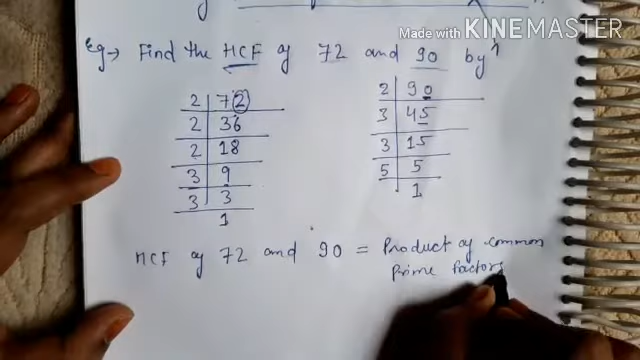 Made with KINEMASTER
Eg → Find the HCF of 72 and 90 by
2 | 72
2 | 36
2 | 18
3 | 9
3 | 3
1
2 | 90
3 | 45
3 | 15
5 | 5
1
HCF of 72 and 90 = Product of common
Prime factors